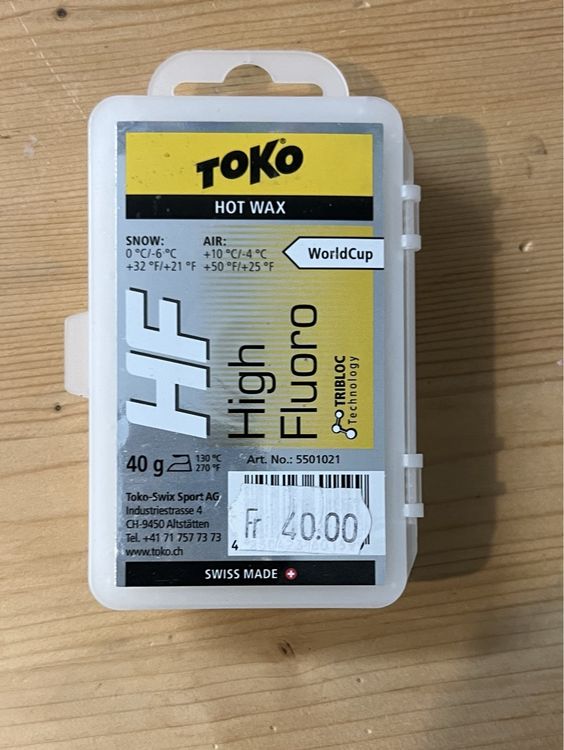 TOKO®
HOT WAX
SNOW: AIR:
0 °C/-6 °C +10 °C/-4 °C
+32 °F/+21 °F +50 °F/+25 °F
WorldCup
HF
High
Fluoro
TRIBLOC
Technology
40 g 130 °C
270 °F
Art. No.: 5501021
Toko-Swix Sport AG
Industriestrasse 4
CH-9450 Altstätten
Tel. +41 71 757 73 73
www.toko.ch
Fr 40.00
4
SWISS MADE